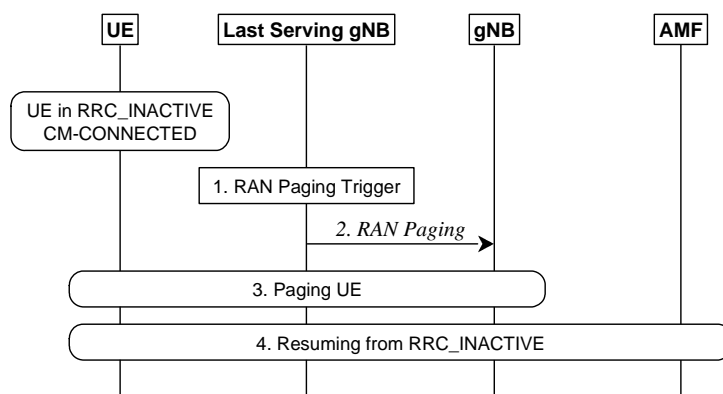 UE
Last Serving gNB
gNB
AMF
UE in RRC_INACTIVE
CM-CONNECTED
1. RAN Paging Trigger
2. RAN Paging
3. Paging UE
4. Resuming from RRC_INACTIVE